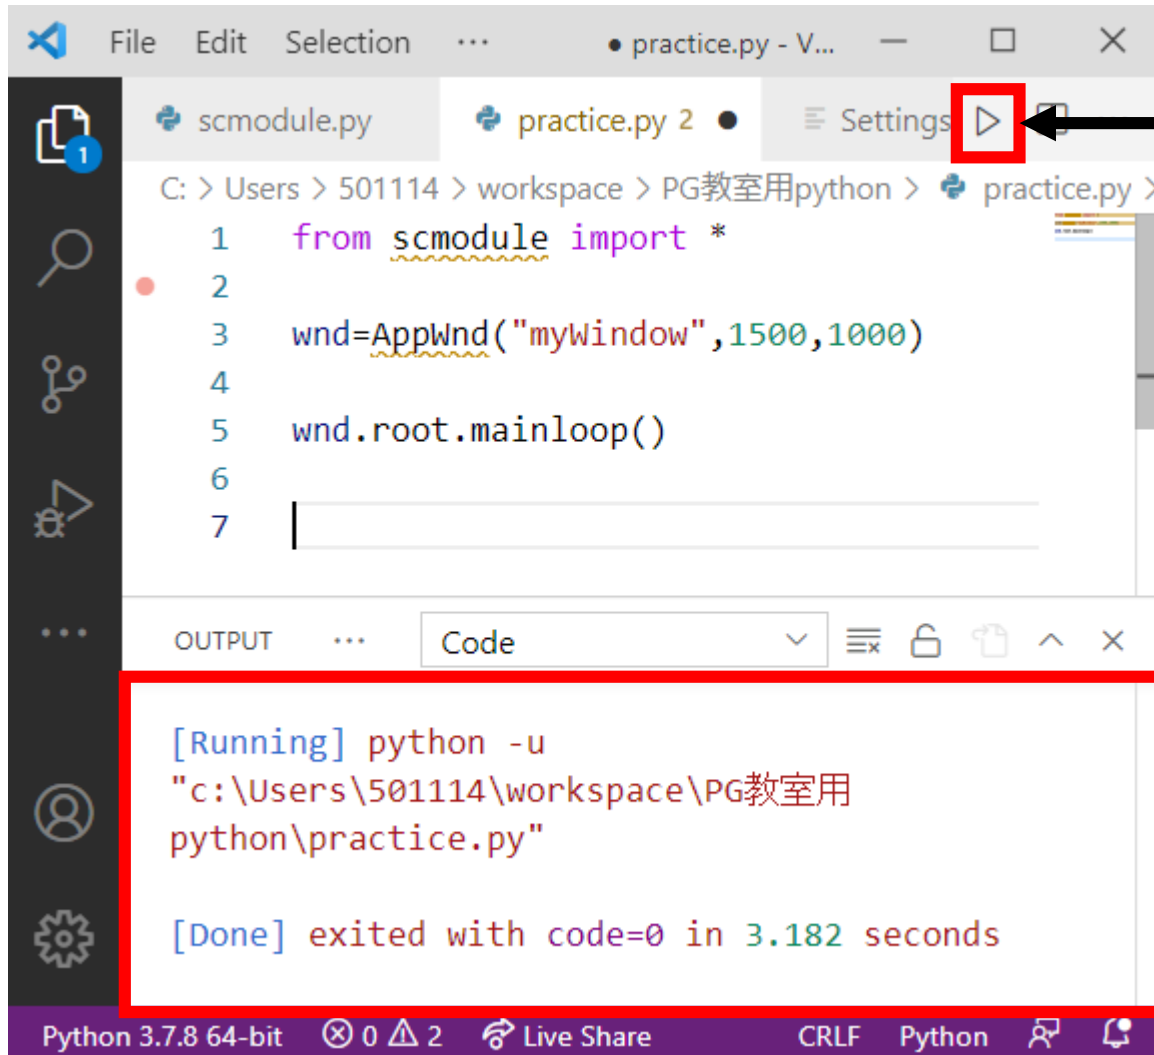 File Edit Selection ··· ● practice.py - V...
scmodule.py practice.py 2 ● Settings
1
C: > Users > 501114 > workspace > PG教室用python > practice.py >
1 from scmodule import *
2
3 wnd=AppWnd("myWindow",1500,1000)
4
5 wnd.root.mainloop()
6
7
OUTPUT ··· Code
[Running] python -u
"c:\Users\501114\workspace\PG教室用
python\practice.py"
[Done] exited with code=0 in 3.182 seconds
Python 3.7.8 64-bit 0 2 Live Share CRLF Python